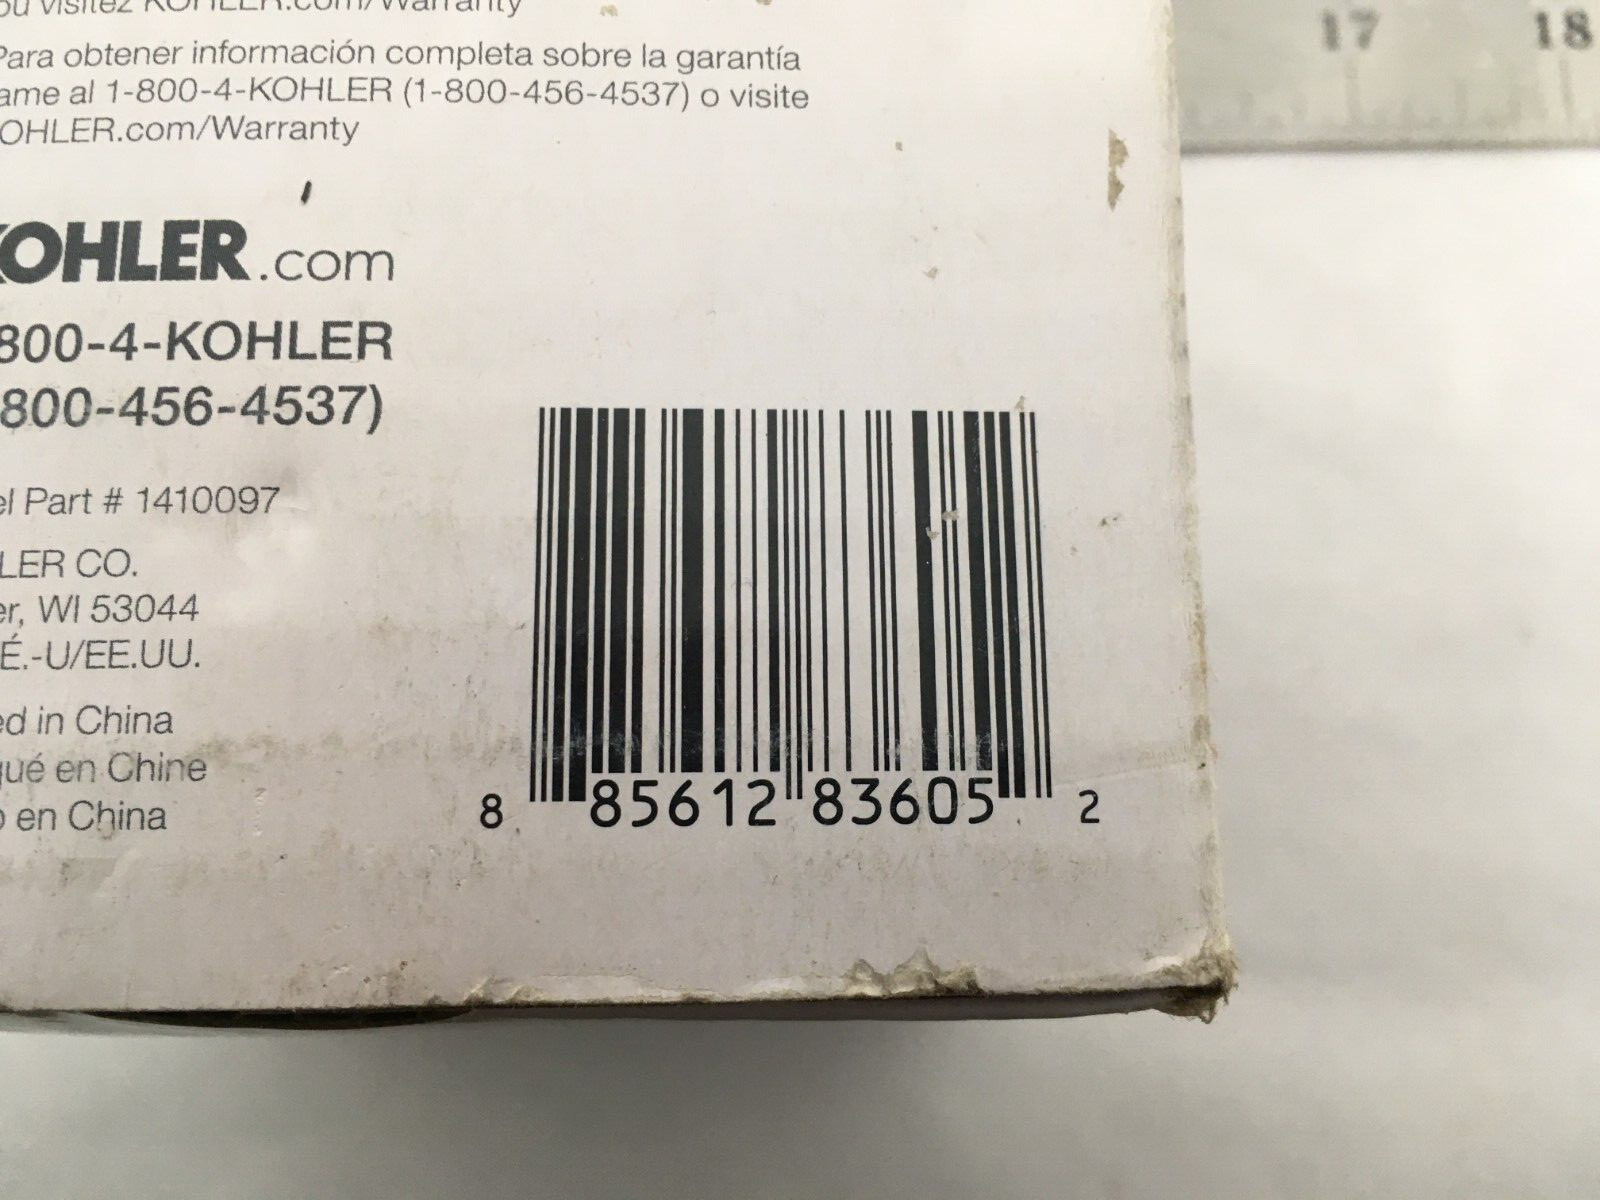 ou visitez KOHLER.com/Warranty
Para obtener información completa sobre la garantía
ame al 1-800-4-KOHLER (1-800-456-4537) o visite
OHLER.com/Warranty
KOHLER.com
800-4-KOHLER
800-456-4537)
el Part # 1410097
LER CO.
er, WI 53044
É.-U/EE.UU.
ed in China
qué en Chine
o en China
8 85612 83605 2
17 18